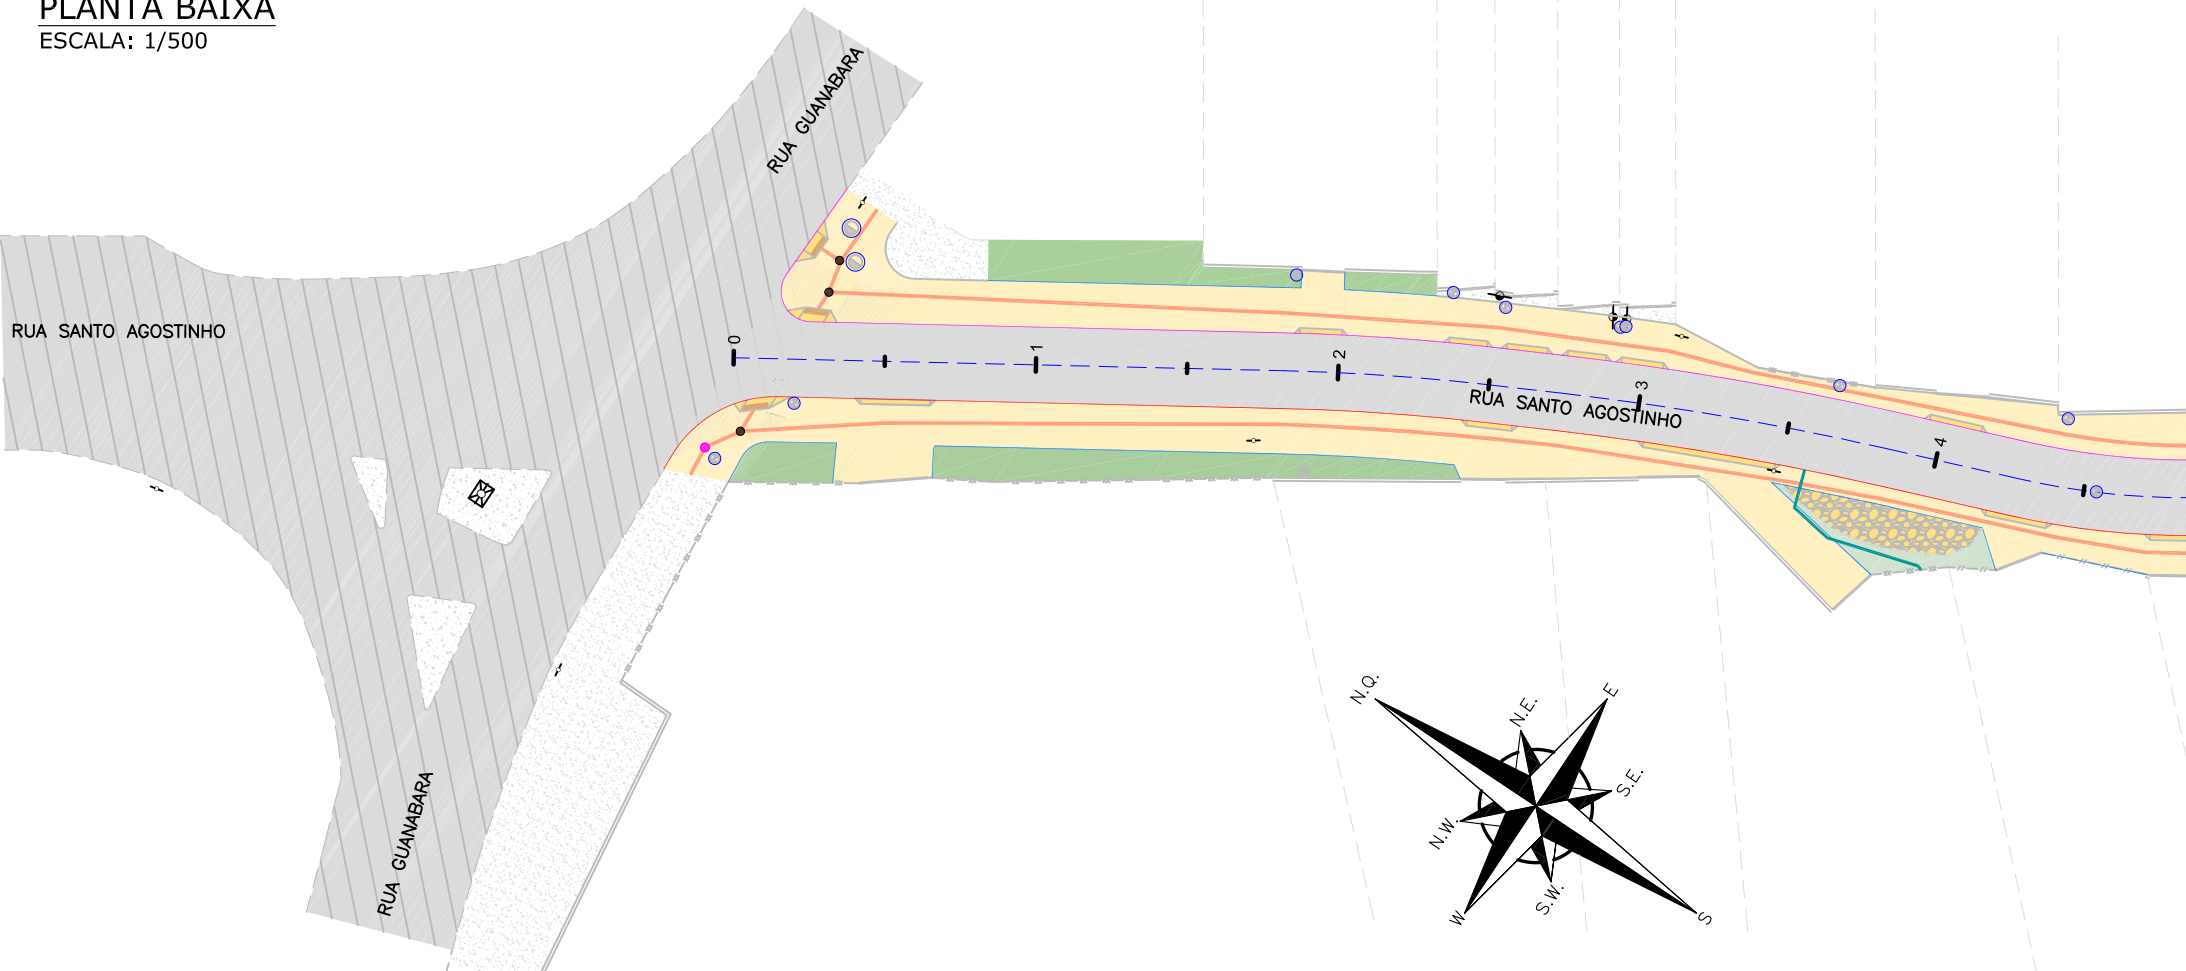 PLANTA BAIXA
ESCALA: 1/500
RUA GUANABARA
RUA SANTO AGOSTINHO
0
1
2
3
RUA SANTO AGOSTINHO
4
N.Q.
N.E.
E
S.E.
N.W.
S.W.
W
S
RUA GUANABARA